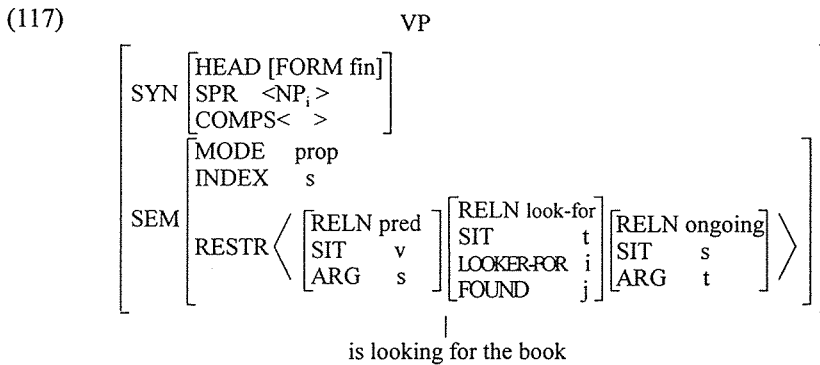 (117) VP
HEAD [FORM fin]
SYN SPR <NPi >
COMPS< >
MODE prop
INDEX s
SEM
RESTR < [RELN pred] [RELN look-for] [RELN ongoing] >
SIT v SIT t SIT s
ARG s LOOKER-FOR i ARG t
FOUND j
is looking for the book